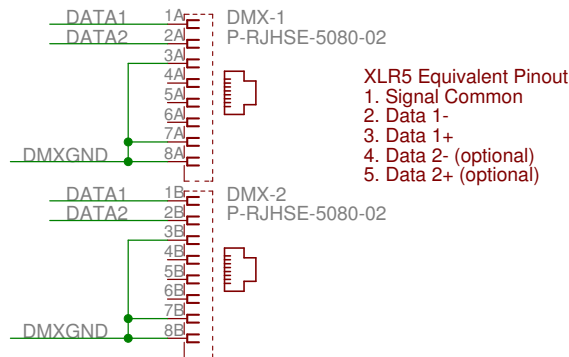 DATA1 1A DMX-1
DATA2 2A P-RJHSE-5080-02
3A
4A
5A
6A
7A
DMXGND 8A
XLR5 Equivalent Pinout
1. Signal Common
2. Data 1-
3. Data 1+
4. Data 2- (optional)
5. Data 2+ (optional)
DATA1 1B DMX-2
DATA2 2B P-RJHSE-5080-02
3B
4B
5B
6B
7B
DMXGND 8B